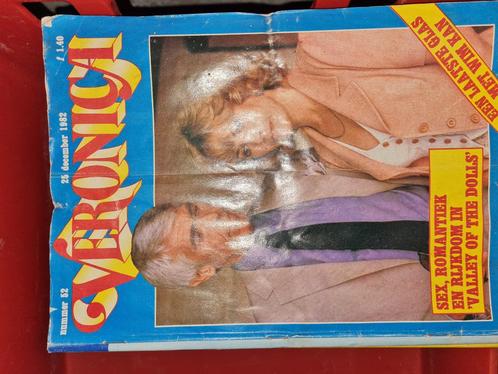 f 1.40
VERONICA
nummer 52
25 december 1982
EEN LAATSTE GLAS
MET WIM KAN
SEX, ROMANTIEK
EN RIJKDOM IN
'VALLEY OF THE DOLLS'